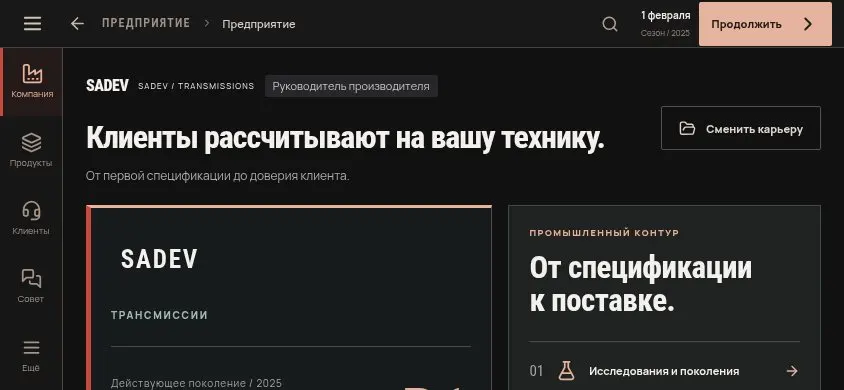 ПРЕДПРИЯТИЕ
Предприятие
1 февраля
Сезон / 2025
Продолжить
Компания
Продукты
Клиенты
Совет
Ещё
SADEV
SADEV / TRANSMISSIONS
Руководитель производителя
Клиенты рассчитывают на вашу технику.
От первой спецификации до доверия клиента.
Сменить карьеру
SADEV
ТРАНСМИССИИ
Действующее поколение / 2025
ПРОМЫШЛЕННЫЙ КОНТУР
От спецификации
к поставке.
01 Исследования и поколения